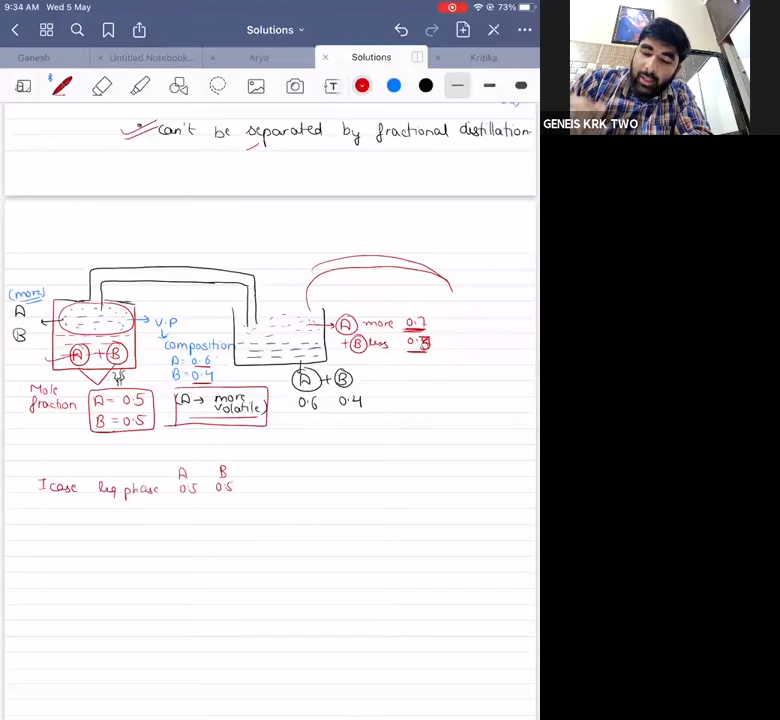 9:34 AM Wed 5 May
73%
Solutions
Ganesh
Untitled Notebook...
Arya
Solutions
Kritika
T
GENEIS KRK TWO
can't be separated by fractional distillation
(more)
A
B
V.P
composition
A = 0.6
B = 0.4
A + B
A more 0.7
+ B less 0.3
A + B
0.6 0.4
Mole
fraction
A = 0.5
B = 0.5
(A → more
volatile)
A B
I case liq phase 0.5 0.5